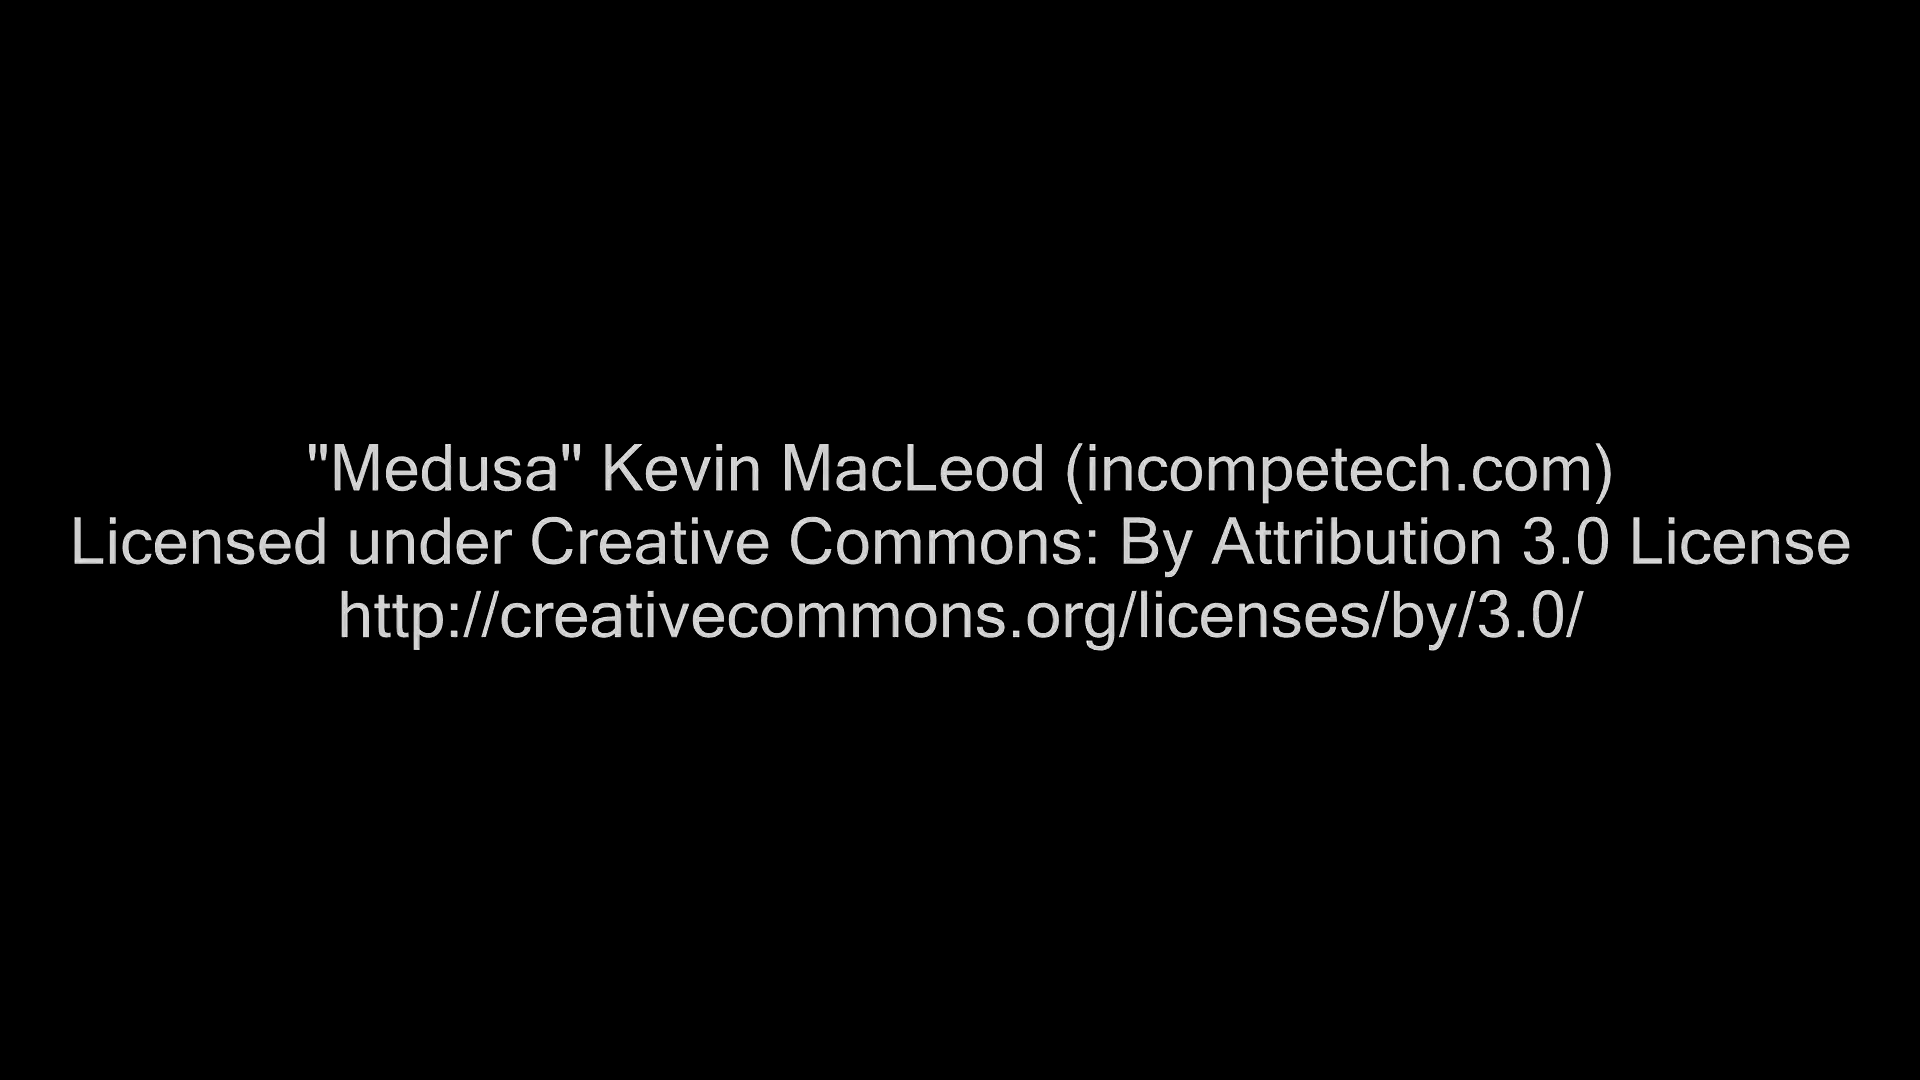 "Medusa" Kevin MacLeod (incompetech.com)
Licensed under Creative Commons: By Attribution 3.0 License
http://creativecommons.org/licenses/by/3.0/